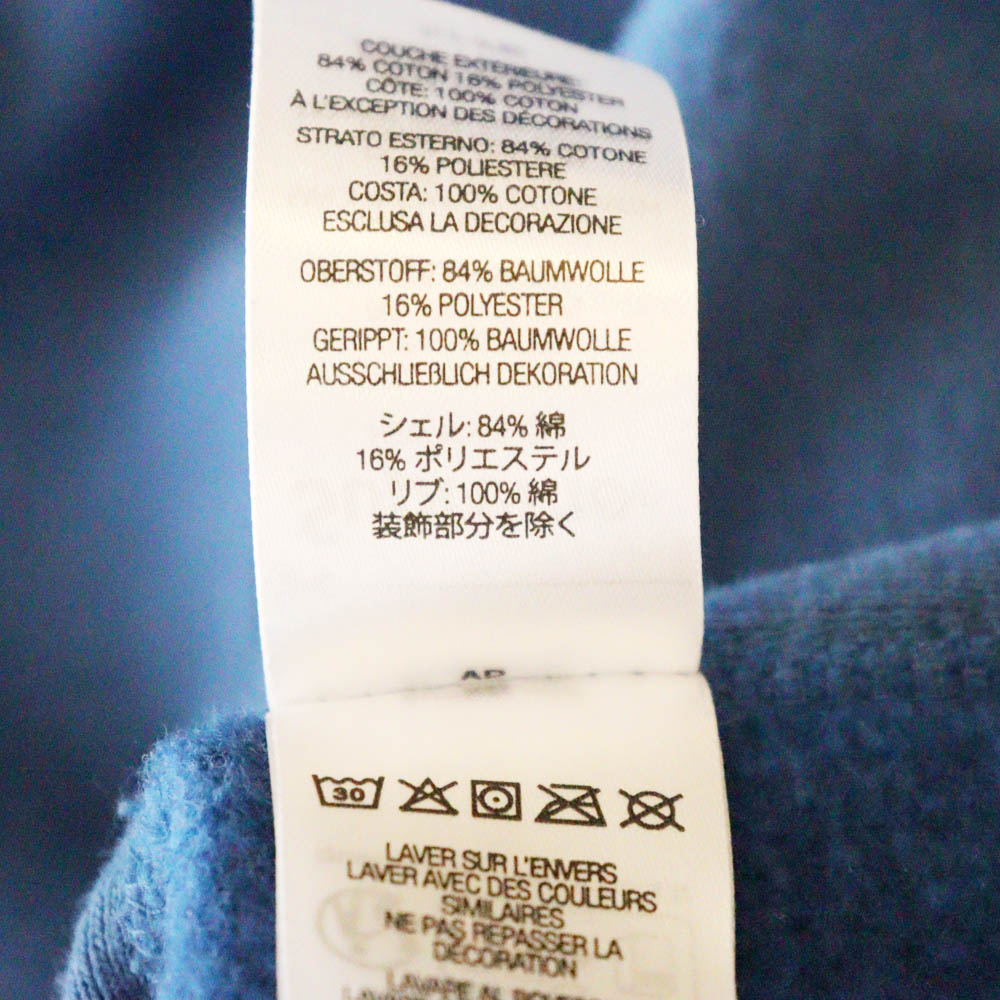 COUCHE EXTÉRIEURE:
84% COTON 16% POLYESTER
CÔTE: 100% COTON
À L'EXCEPTION DES DÉCORATIONS
STRATO ESTERNO: 84% COTONE
16% POLIESTERE
COSTA: 100% COTONE
ESCLUSA LA DECORAZIONE
OBERSTOFF: 84% BAUMWOLLE
16% POLYESTER
GERIPPT: 100% BAUMWOLLE
AUSSCHLIEßLICH DEKORATION
シェル: 84% 綿
16% ポリエステル
リブ: 100% 綿
装飾部分を除く
30
LAVER SUR L'ENVERS
LAVER AVEC DES COULEURS
SIMILAIRES
NE PAS REPASSER LA
DÉCORATION
LAVARE AL ROVESCIO